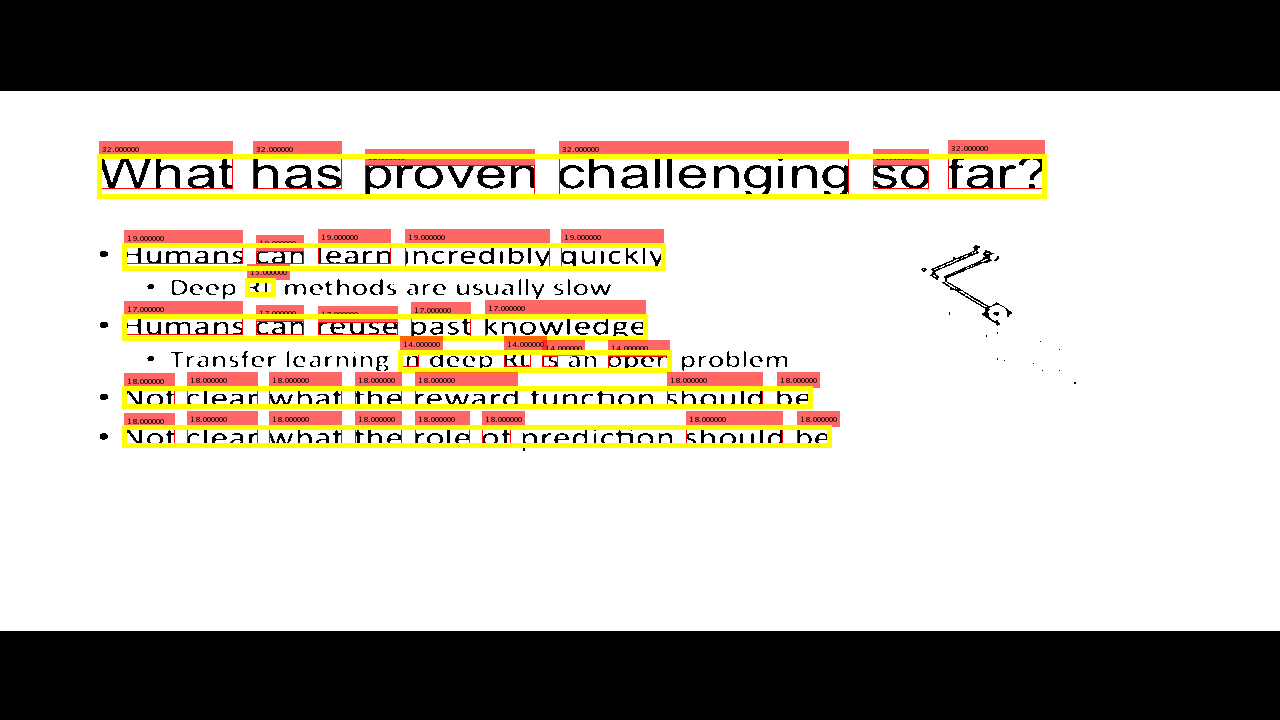 32.000000 32.000000 32.000000 32.000000
What has proven challenging so far?
19.000000 19.000000 19.000000 19.000000
• Humans can learn incredibly quickly
• Deep RL methods are usually slow
17.000000 17.000000 17.000000 17.000000
• Humans can reuse past knowledge
14.000000 14.000000 14.000000 14.000000
• Transfer learning in deep RL is an open problem
18.000000 18.000000 18.000000 18.000000 18.000000 18.000000 18.000000
• Not clear what the reward function should be
18.000000 18.000000 18.000000 18.000000 18.000000 18.000000 18.000000 18.000000
• Not clear what the role of prediction should be